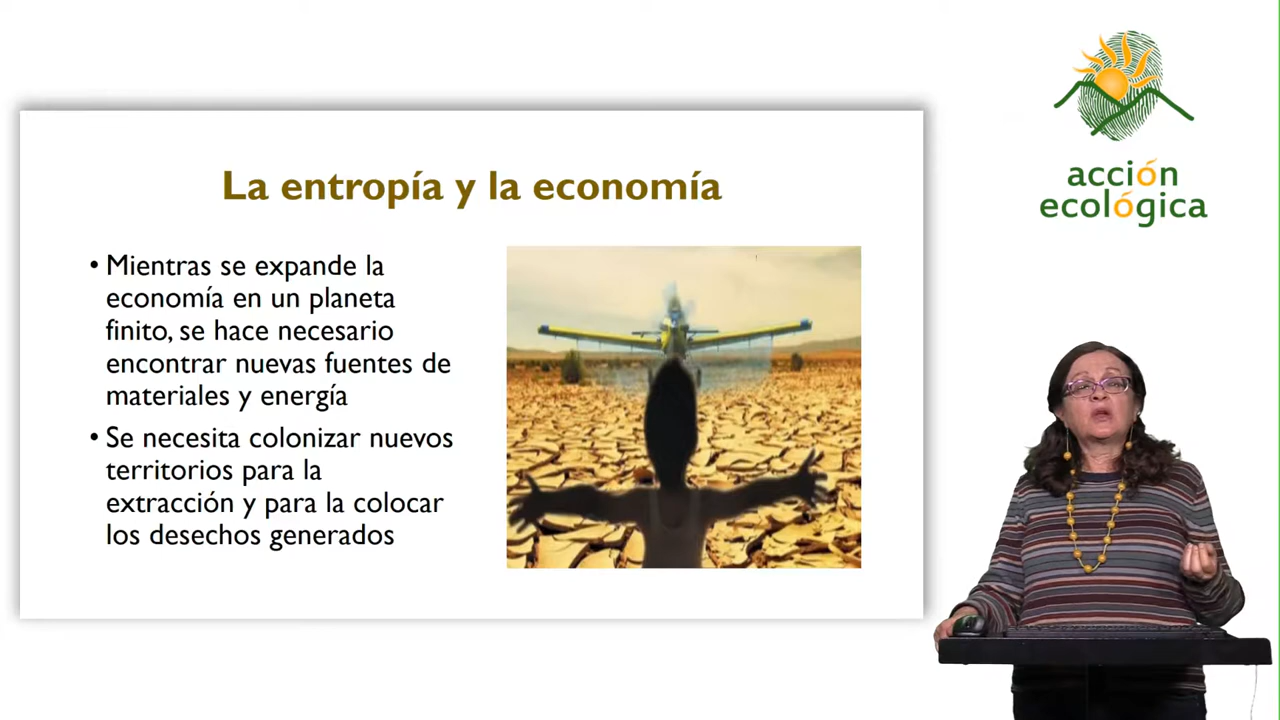 acción
ecológica
La entropía y la economía
• Mientras se expande la
economía en un planeta
finito, se hace necesario
encontrar nuevas fuentes de
materiales y energía
• Se necesita colonizar nuevos
territorios para la
extracción y para la colocar
los desechos generados